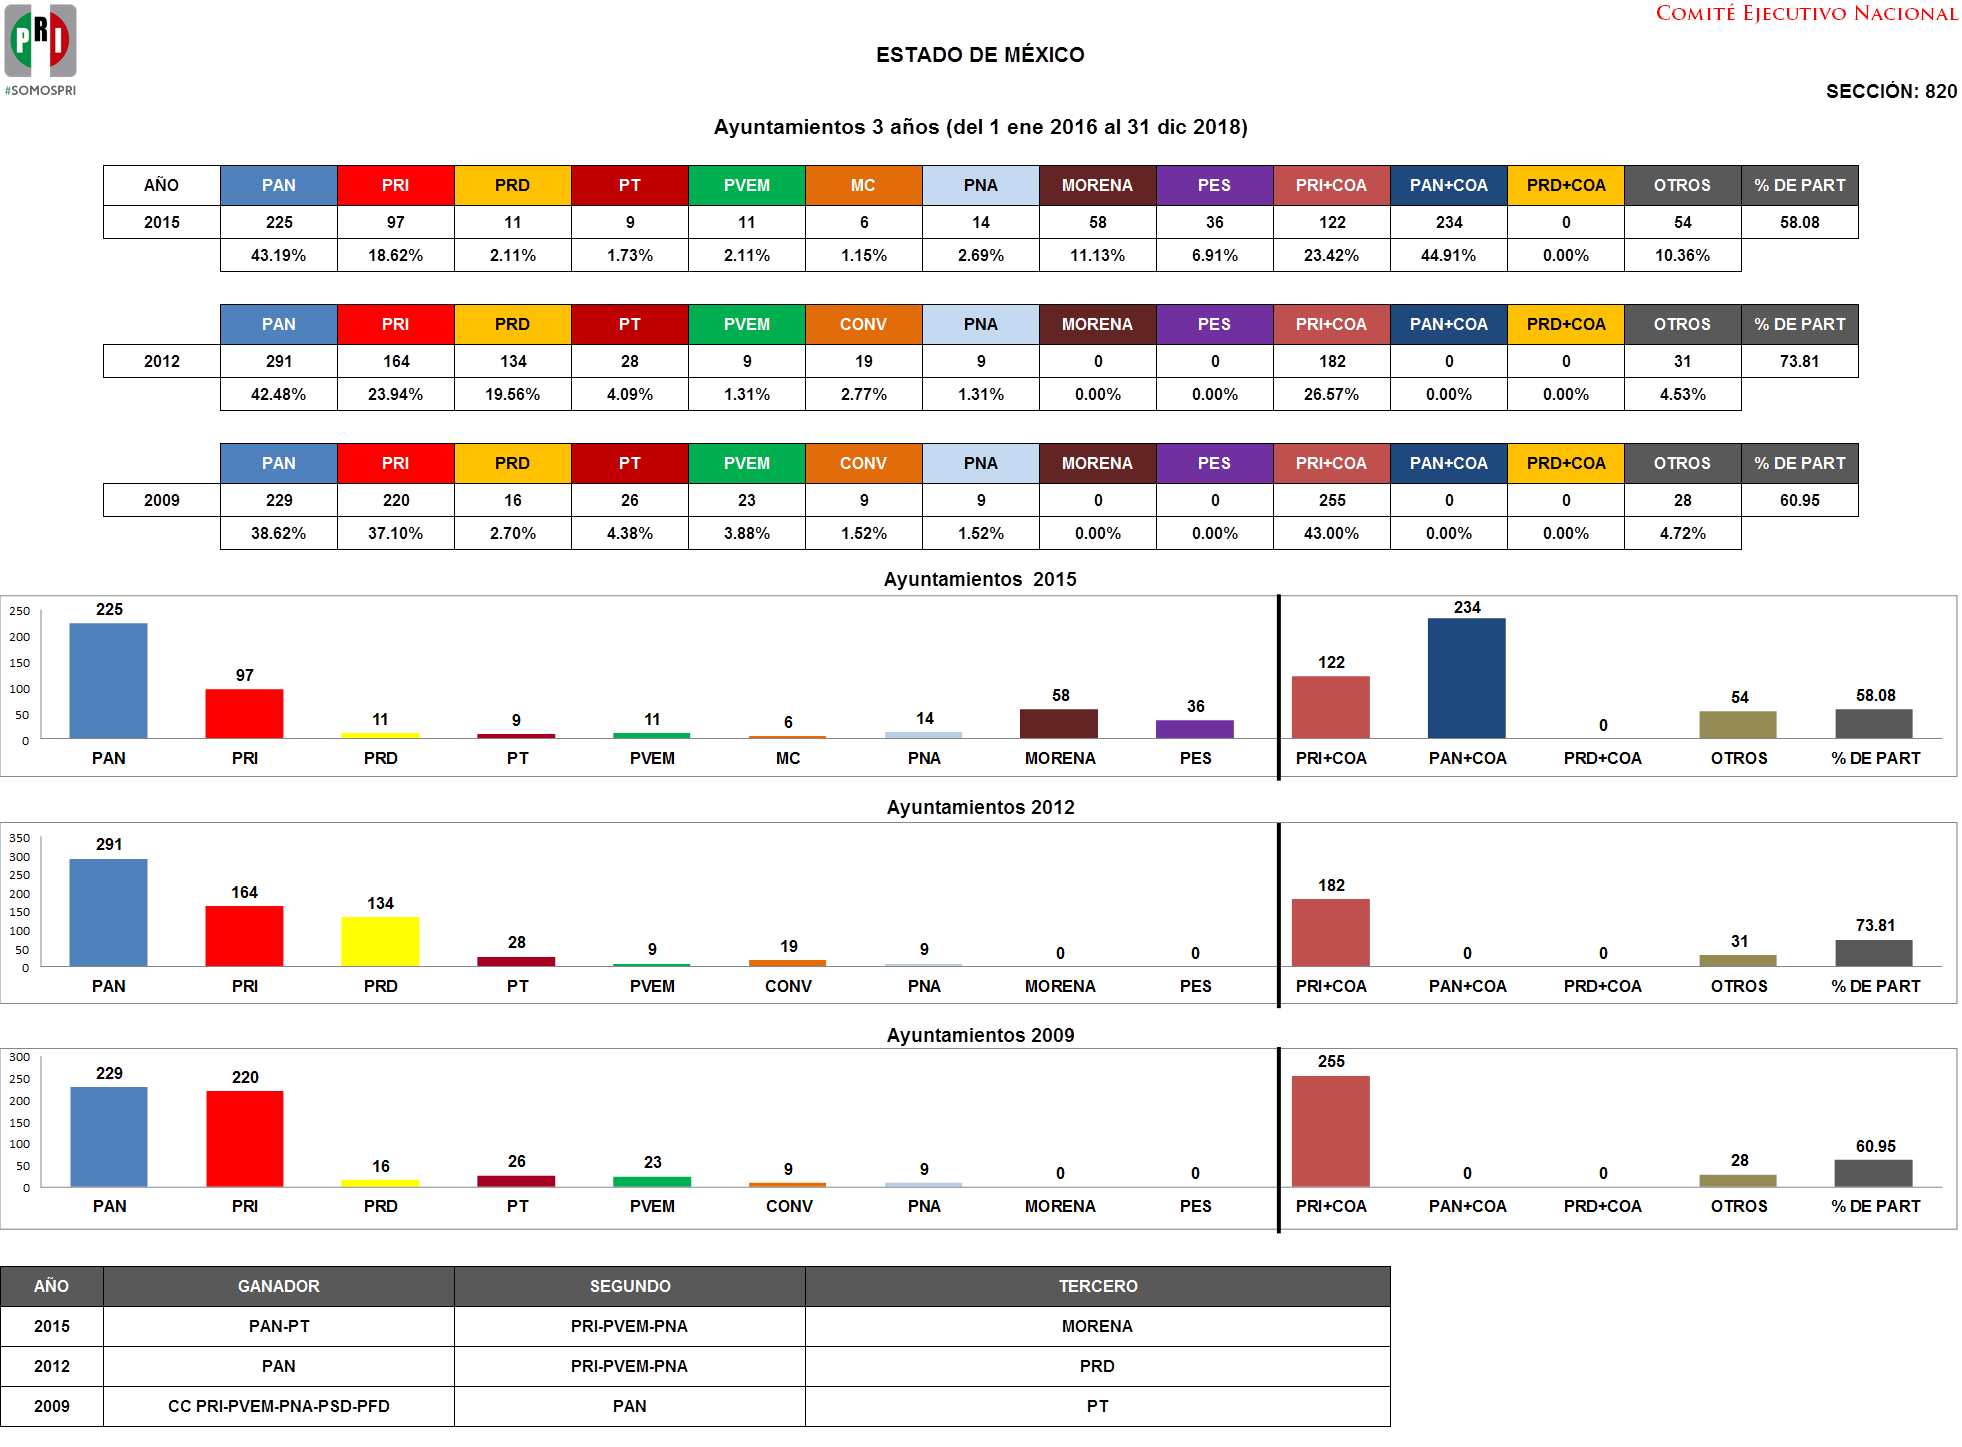 PRI
#SOMOSPRI
COMITÉ EJECUTIVO NACIONAL
ESTADO DE MÉXICO
SECCIÓN: 820
Ayuntamientos 3 años (del 1 ene 2016 al 31 dic 2018)
AÑO PAN PRI PRD PT PVEM MC PNA MORENA PES PRI+COA PAN+COA PRD+COA OTROS % DE PART
2015 225 97 11 9 11 6 14 58 36 122 234 0 54 58.08
43.19% 18.62% 2.11% 1.73% 2.11% 1.15% 2.69% 11.13% 6.91% 23.42% 44.91% 0.00% 10.36%
PAN PRI PRD PT PVEM CONV PNA MORENA PES PRI+COA PAN+COA PRD+COA OTROS % DE PART
2012 291 164 134 28 9 19 9 0 0 182 0 0 31 73.81
42.48% 23.94% 19.56% 4.09% 1.31% 2.77% 1.31% 0.00% 0.00% 26.57% 0.00% 0.00% 4.53%
PAN PRI PRD PT PVEM CONV PNA MORENA PES PRI+COA PAN+COA PRD+COA OTROS % DE PART
2009 229 220 16 26 23 9 9 0 0 255 0 0 28 60.95
38.62% 37.10% 2.70% 4.38% 3.88% 1.52% 1.52% 0.00% 0.00% 43.00% 0.00% 0.00% 4.72%
Ayuntamientos 2015
250
200
150
100
50
0
225 97 11 9 11 6 14 58 36 122 234 0 54 58.08
PAN PRI PRD PT PVEM MC PNA MORENA PES PRI+COA PAN+COA PRD+COA OTROS % DE PART
Ayuntamientos 2012
350
300
250
200
150
100
50
0
291 164 134 28 9 19 9 0 0 182 0 0 31 73.81
PAN PRI PRD PT PVEM CONV PNA MORENA PES PRI+COA PAN+COA PRD+COA OTROS % DE PART
Ayuntamientos 2009
300
250
200
150
100
50
0
229 220 16 26 23 9 9 0 0 255 0 0 28 60.95
PAN PRI PRD PT PVEM CONV PNA MORENA PES PRI+COA PAN+COA PRD+COA OTROS % DE PART
AÑO GANADOR SEGUNDO TERCERO
2015 PAN-PT PRI-PVEM-PNA MORENA
2012 PAN PRI-PVEM-PNA PRD
2009 CC PRI-PVEM-PNA-PSD-PFD PAN PT